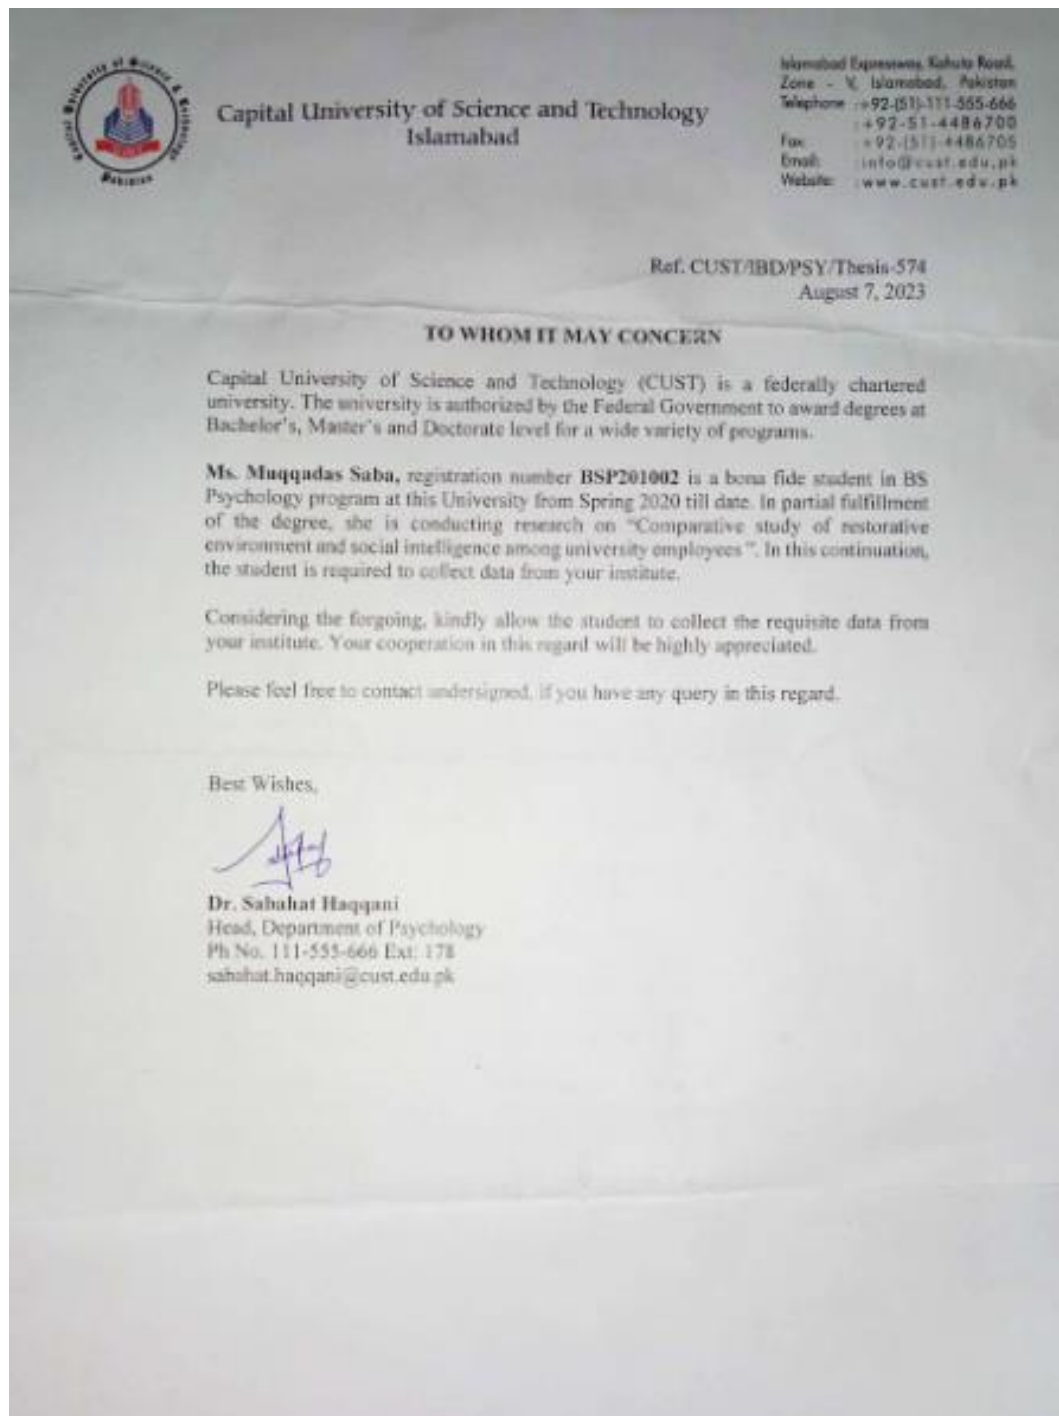 Capital University of Science & Technology
Pakistan
Capital University of Science and Technology
Islamabad
Islamabad Expressway, Kahuta Road,
Zone - V, Islamabad, Pakistan
Telephone :+92-(51)-111-555-666
:+92-51-4486700
Fax: :+92-(51)-4486705
Email: :info@cust.edu.pk
Website: :www.cust.edu.pk
Ref. CUST/IBD/PSY/Thesis-574
August 7, 2023
TO WHOM IT MAY CONCERN
Capital University of Science and Technology (CUST) is a federally chartered
university. The university is authorized by the Federal Government to award degrees at
Bachelor's, Master's and Doctorate level for a wide variety of programs.
Ms. Muqqadas Saba, registration number BSP201002 is a bona fide student in BS
Psychology program at this University from Spring 2020 till date. In partial fulfillment
of the degree, she is conducting research on "Comparative study of restorative
environment and social intelligence among university employees". In this continuation,
the student is required to collect data from your institute.
Considering the forgoing, kindly allow the student to collect the requisite data from
your institute. Your cooperation in this regard will be highly appreciated.
Please feel free to contact undersigned, if you have any query in this regard.
Best Wishes,
Dr. Sabahat Haqqani
Head, Department of Psychology
Ph No. 111-555-666 Ext: 178
sabahat.haqqani@cust.edu.pk